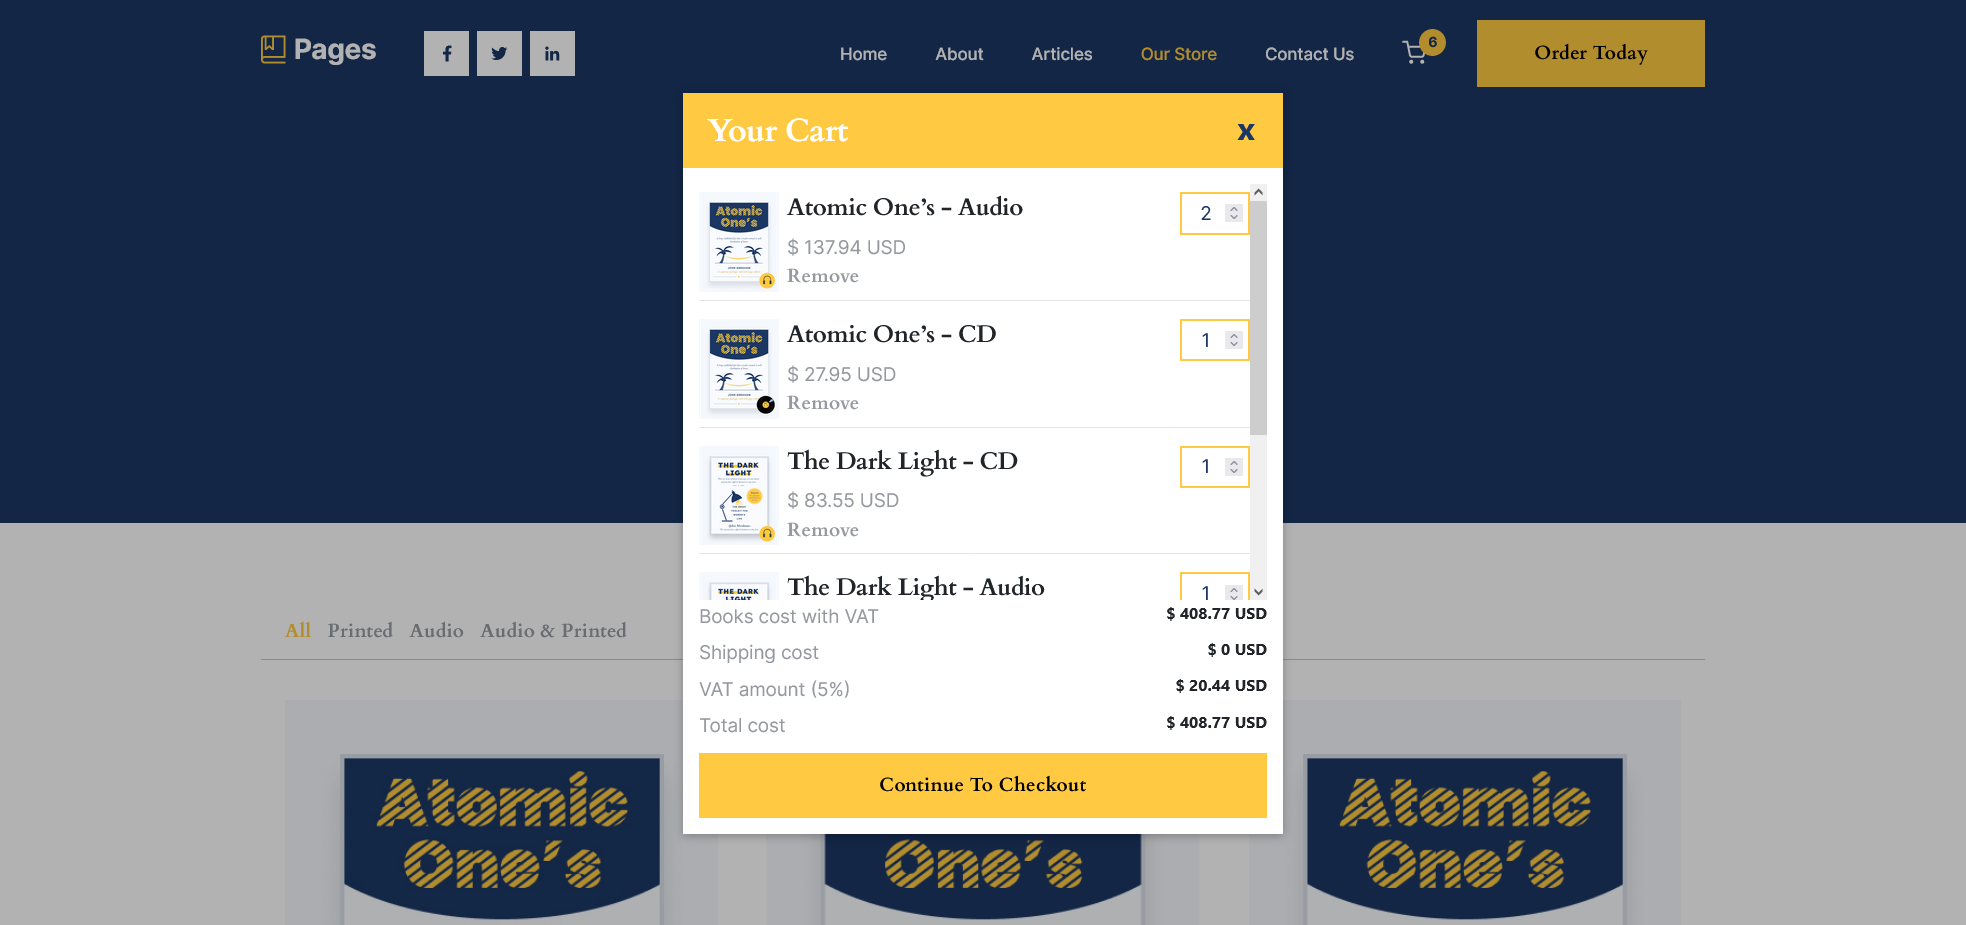 Pages
Home About Articles Our Store Contact Us 6 Order Today
Your Cart X
Atomic One's
Atomic One's - Audio 2
$ 137.94 USD
Remove
Atomic One's
Atomic One's - CD 1
$ 27.95 USD
Remove
THE DARK LIGHT
The Dark Light - CD 1
$ 83.55 USD
Remove
THE DARK
The Dark Light - Audio 1
Books cost with VAT $ 408.77 USD
Shipping cost $ 0 USD
VAT amount (5%) $ 20.44 USD
Total cost $ 408.77 USD
Continue To Checkout
All Printed Audio Audio & Printed
Atomic One's
One's
Atomic One's